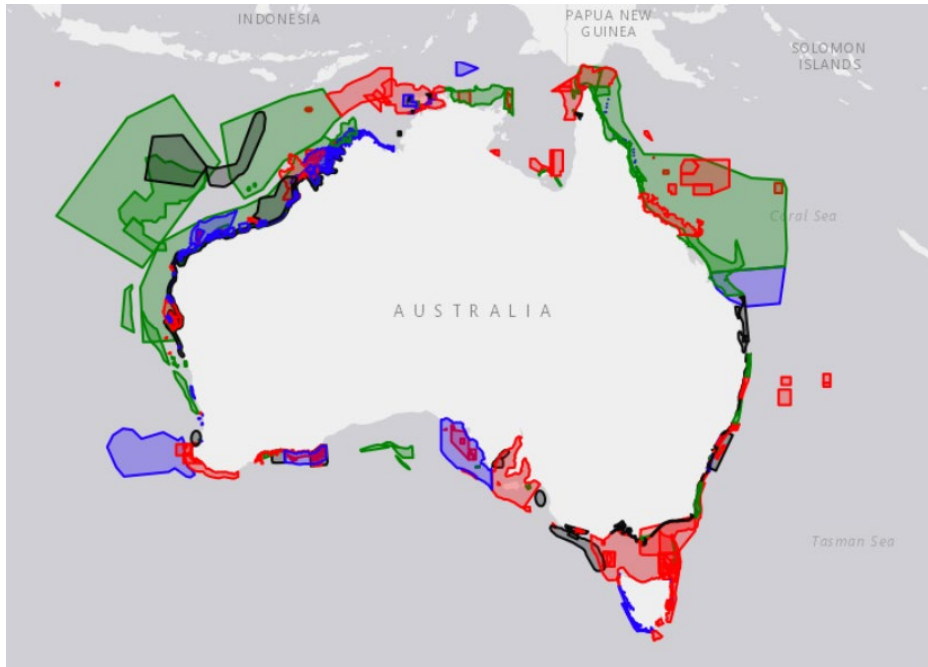 INDONESIA
PAPUA NEW
GUINEA
SOLOMON
ISLANDS
Coral Sea
AUSTRALIA
Tasman Sea